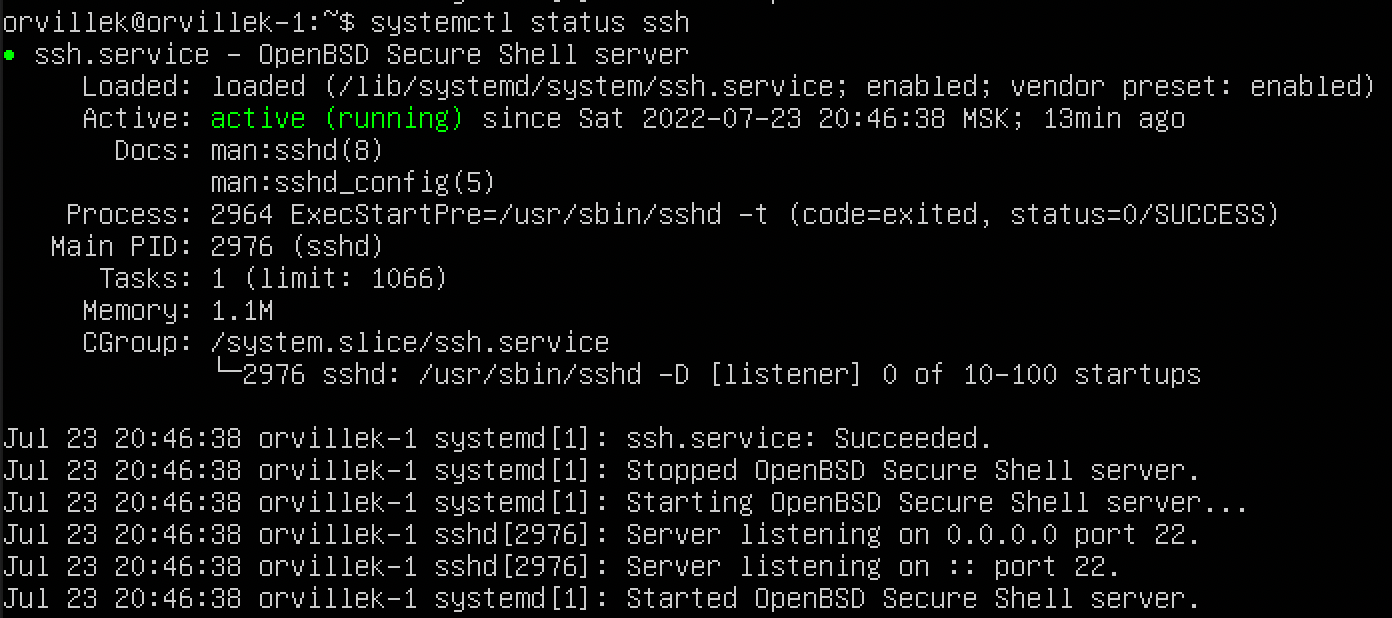 orvillek@orvillek-1:~$ systemctl status ssh
● ssh.service - OpenBSD Secure Shell server
     Loaded: loaded (/lib/systemd/system/ssh.service; enabled; vendor preset: enabled)
     Active: active (running) since Sat 2022-07-23 20:46:38 MSK; 13min ago
       Docs: man:sshd(8)
             man:sshd_config(5)
    Process: 2964 ExecStartPre=/usr/sbin/sshd -t (code=exited, status=0/SUCCESS)
   Main PID: 2976 (sshd)
      Tasks: 1 (limit: 1066)
     Memory: 1.1M
     CGroup: /system.slice/ssh.service
             └─2976 sshd: /usr/sbin/sshd -D [listener] 0 of 10-100 startups

Jul 23 20:46:38 orvillek-1 systemd[1]: ssh.service: Succeeded.
Jul 23 20:46:38 orvillek-1 systemd[1]: Stopped OpenBSD Secure Shell server.
Jul 23 20:46:38 orvillek-1 systemd[1]: Starting OpenBSD Secure Shell server...
Jul 23 20:46:38 orvillek-1 sshd[2976]: Server listening on 0.0.0.0 port 22.
Jul 23 20:46:38 orvillek-1 sshd[2976]: Server listening on :: port 22.
Jul 23 20:46:38 orvillek-1 systemd[1]: Started OpenBSD Secure Shell server.